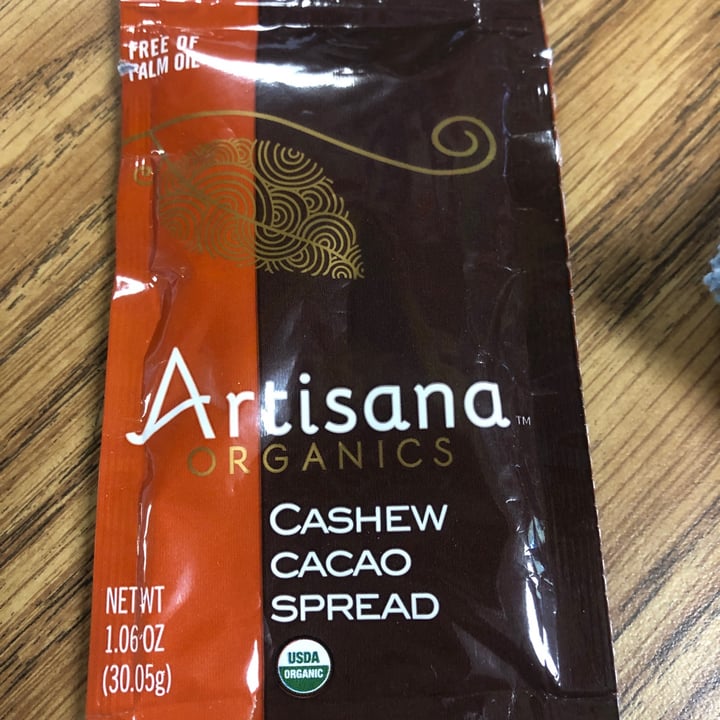 FREE OF
PALM OIL
Artisana™
ORGANICS
CASHEW
CACAO
SPREAD
NET WT
1.06 OZ
(30.05g)
USDA
ORGANIC